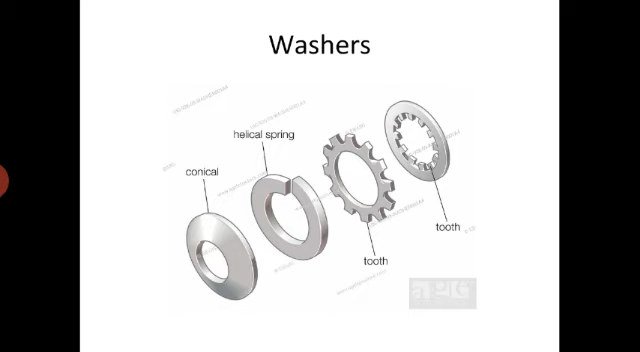 Washers
helical spring
conical
tooth
tooth